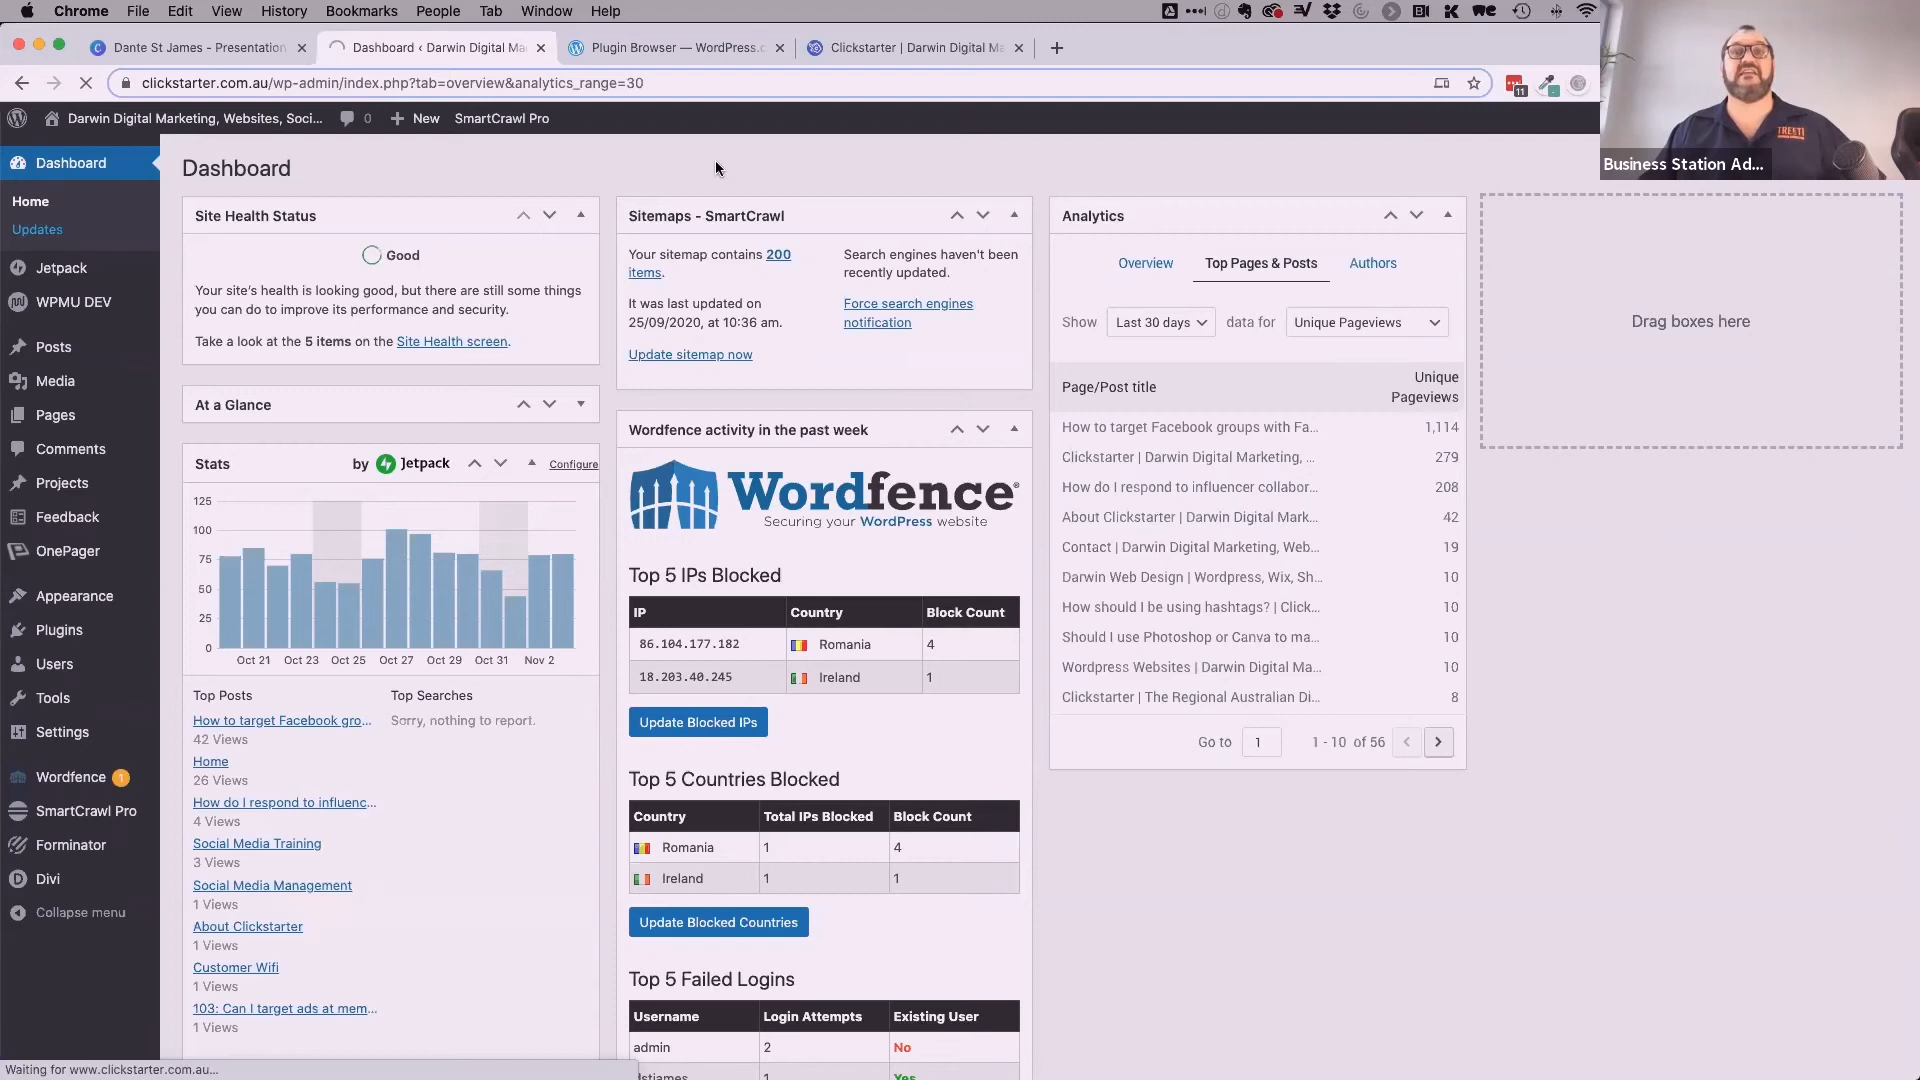 Chrome File Edit View History Bookmarks People Tab Window Help
Dante St James - Presentation
Dashboard ‹ Darwin Digital Ma
Plugin Browser — WordPress.c
Clickstarter | Darwin Digital Ma
clickstarter.com.au/wp-admin/index.php?tab=overview&analytics_range=30
11
Darwin Digital Marketing, Websites, Soci... 0 New SmartCrawl Pro
TREETI
Business Station Ad...
Dashboard
Home
Updates
Jetpack
WPMU DEV
Posts
Media
Pages
Comments
Projects
Feedback
OnePager
Appearance
Plugins
Users
Tools
Settings
Wordfence 1
SmartCrawl Pro
Forminator
Divi
Collapse menu
Dashboard
Site Health Status
Good
Your site's health is looking good, but there are still some things
you can do to improve its performance and security.
Take a look at the 5 items on the Site Health screen.
At a Glance
Stats by Jetpack Configure
125
100
75
50
25
0
Oct 21 Oct 23 Oct 25 Oct 27 Oct 29 Oct 31 Nov 2
Top Posts
How to target Facebook gro...
42 Views
Home
26 Views
How do I respond to influenc...
4 Views
Social Media Training
3 Views
Social Media Management
1 Views
About Clickstarter
1 Views
Customer Wifi
1 Views
103: Can I target ads at mem...
1 Views
Top Searches
Sorry, nothing to report.
Sitemaps - SmartCrawl
Your sitemap contains 200
items.
It was last updated on
25/09/2020, at 10:36 am.
Update sitemap now
Search engines haven't been
recently updated.
Force search engines
notification
Wordfence activity in the past week
Wordfence®
Securing your WordPress website
Top 5 IPs Blocked
IP Country Block Count
86.104.177.182 Romania 4
18.203.40.245 Ireland 1
Update Blocked IPs
Top 5 Countries Blocked
Country Total IPs Blocked Block Count
Romania 1 4
Ireland 1 1
Update Blocked Countries
Top 5 Failed Logins
Username Login Attempts Existing User
admin 2 No
dstjames 1 Yes
Analytics
Overview Top Pages & Posts Authors
Show Last 30 days data for Unique Pageviews
Page/Post title Unique
Pageviews
How to target Facebook groups with Fa... 1,114
Clickstarter | Darwin Digital Marketing, ... 279
How do I respond to influencer collabor... 208
About Clickstarter | Darwin Digital Mark... 42
Contact | Darwin Digital Marketing, Web... 19
Darwin Web Design | Wordpress, Wix, Sh... 10
How should I be using hashtags? | Click... 10
Should I use Photoshop or Canva to ma... 10
Wordpress Websites | Darwin Digital Ma... 10
Clickstarter | The Regional Australian Di... 8
Go to 1 1 - 10 of 56
Drag boxes here
Waiting for www.clickstarter.com.au...